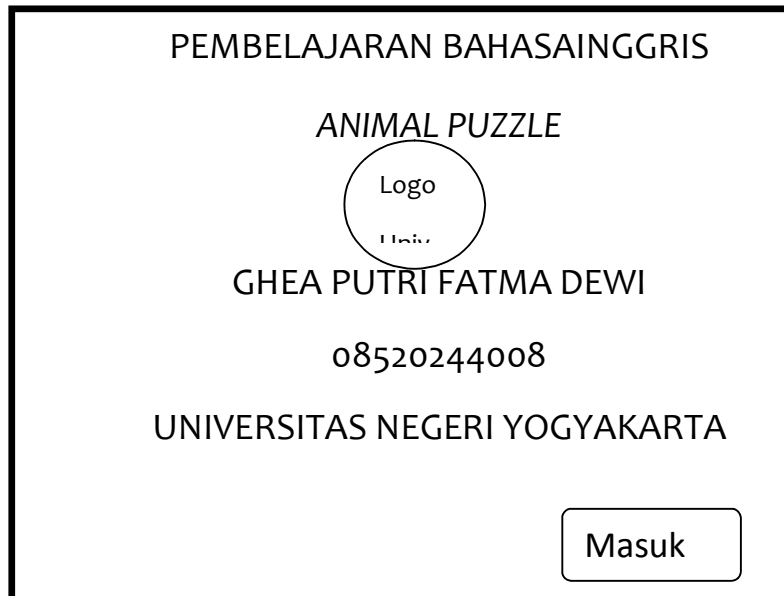 PEMBELAJARAN BAHASAINGGRIS
ANIMAL PUZZLE
Logo
GHEA PUTRI FATMA DEWI
08520244008
UNIVERSITAS NEGERI YOGYAKARTA
Masuk